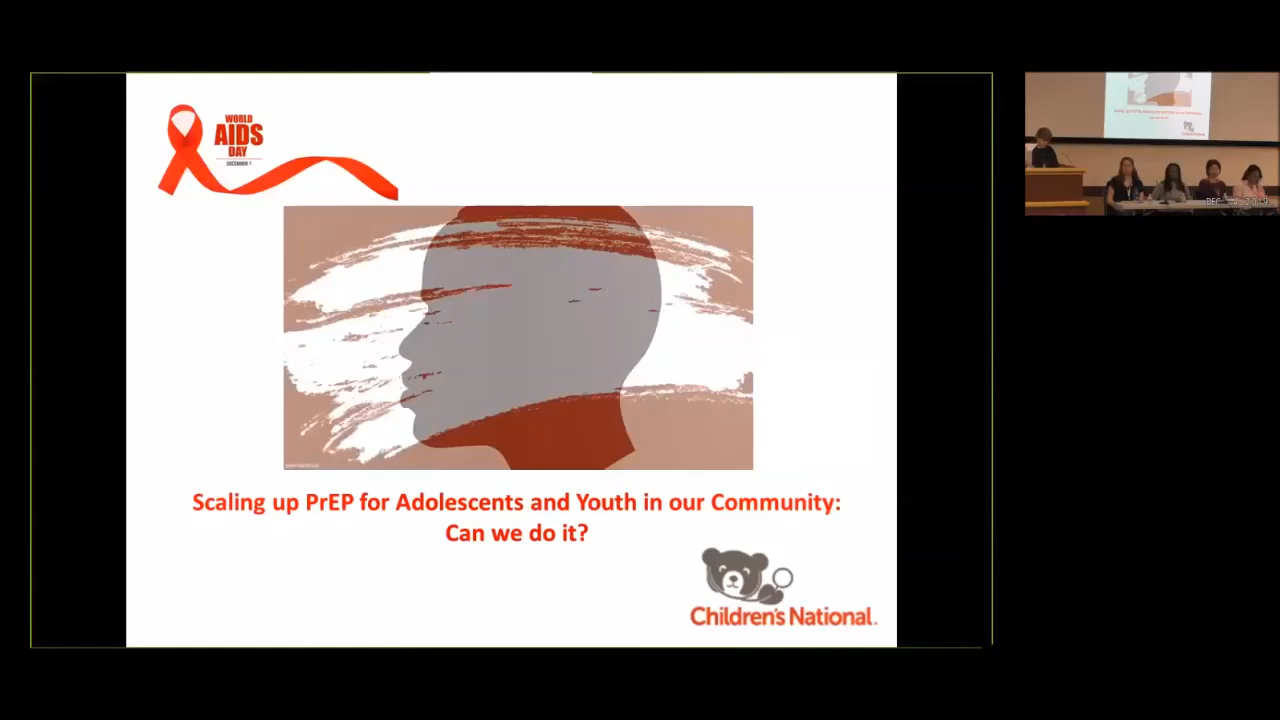 WORLD
AIDS
DAY
DECEMBER 1
Scaling up PrEP for Adolescents and Youth in our Community:
Can we do it?
Children's National.
DEC